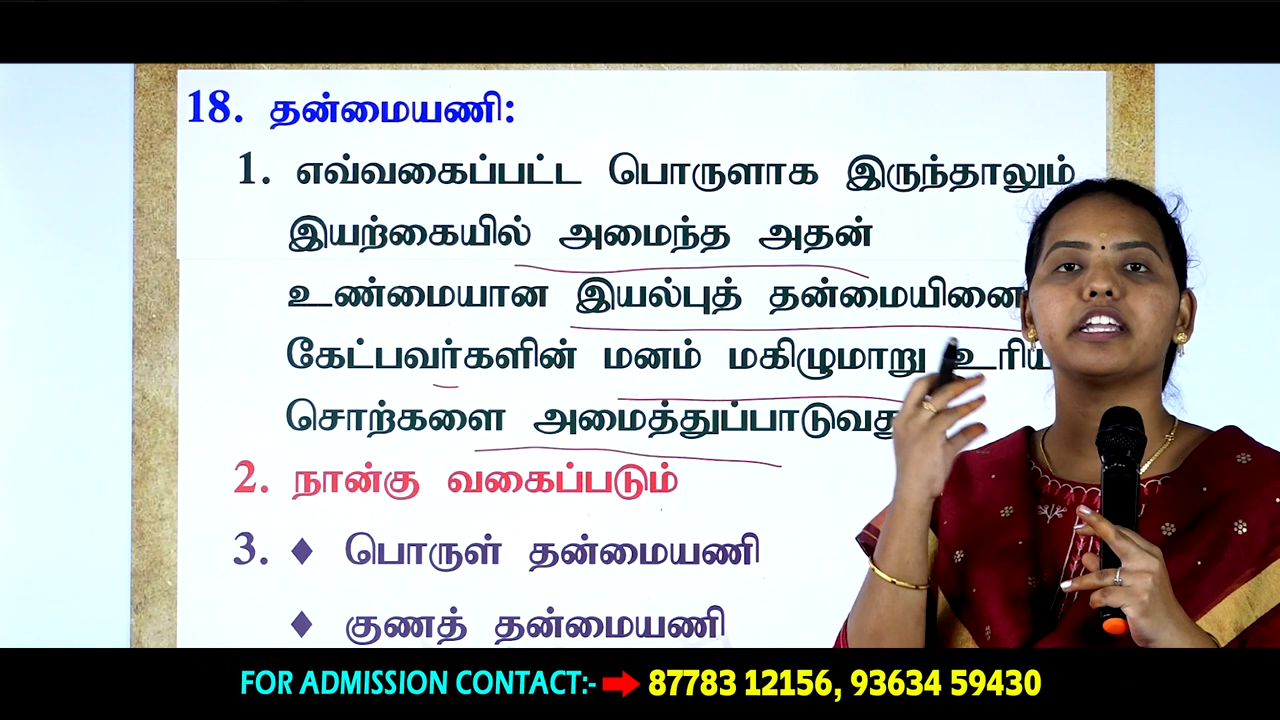 18. தன்மையணி:
1. எவ்வகைப்பட்ட பொருளாக இருந்தாலும்
இயற்கையில் அமைந்த அதன்
உண்மையான இயல்புத் தன்மையினை
கேட்பவர்களின் மனம் மகிழுமாறு
சொற்களை
2. நான்கு வகைப்படும்
3. ♦ பொருள் தன்மையணி
♦ குணத் தன்மையணி
FOR ADMISSION CONTACT:- ➡ 87783 12156, 93634 59430